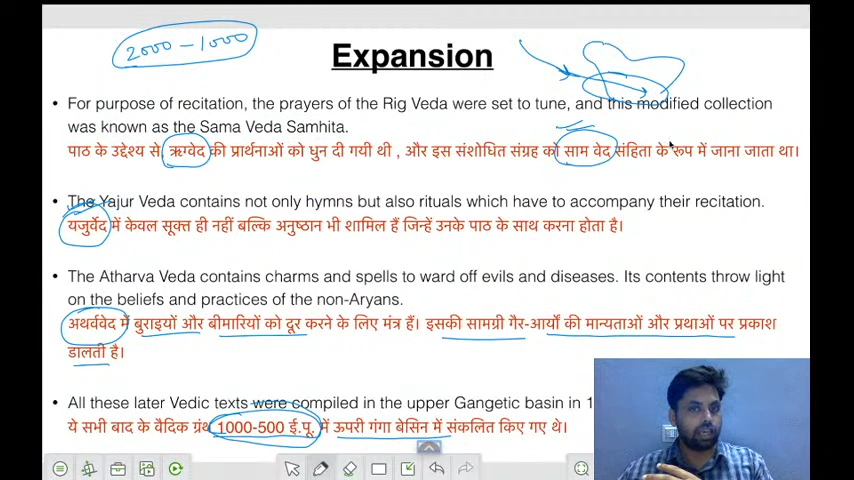 2000 - 1000
Expansion
• For purpose of recitation, the prayers of the Rig Veda were set to tune, and this modified collection
was known as the Sama Veda Samhita.
पाठ के उद्देश्य से, ऋग्वेद की प्रार्थनाओं को धुन दी गयी थी , और इस संशोधित संग्रह को साम वेद संहिता के रूप में जाना जाता था।
• The Yajur Veda contains not only hymns but also rituals which have to accompany their recitation.
यजुर्वेद में केवल सूक्त ही नहीं बल्कि अनुष्ठान भी शामिल हैं जिन्हें उनके पाठ के साथ करना होता है।
• The Atharva Veda contains charms and spells to ward off evils and diseases. Its contents throw light
on the beliefs and practices of the non-Aryans.
अथर्ववेद में बुराइयों और बीमारियों को दूर करने के लिए मंत्र हैं। इसकी सामग्री गैर-आर्यों की मान्यताओं और प्रथाओं पर प्रकाश
डालती है।
• All these later Vedic texts were compiled in the upper Gangetic basin in 1
ये सभी बाद के वैदिक ग्रंथ 1000-500 ई.पू. में ऊपरी गंगा बेसिन में संकलित किए गए थे।